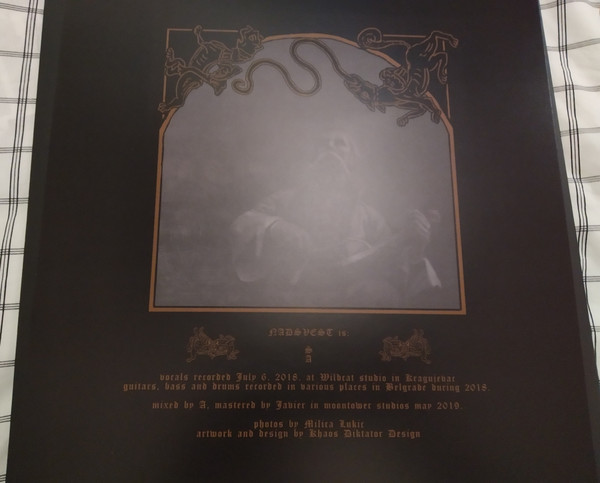 NADSVEST is:
S
A
vocals recorded July 6, 2018. at Wildcat studio in Kragujevac
guitars, bass and drums recorded in various places in Belgrade during 2018.
mixed by A; mastered by Javier in moontower studios may 2019.
photos by Milica Lukic
artwork and design by Khaos Diktator Design